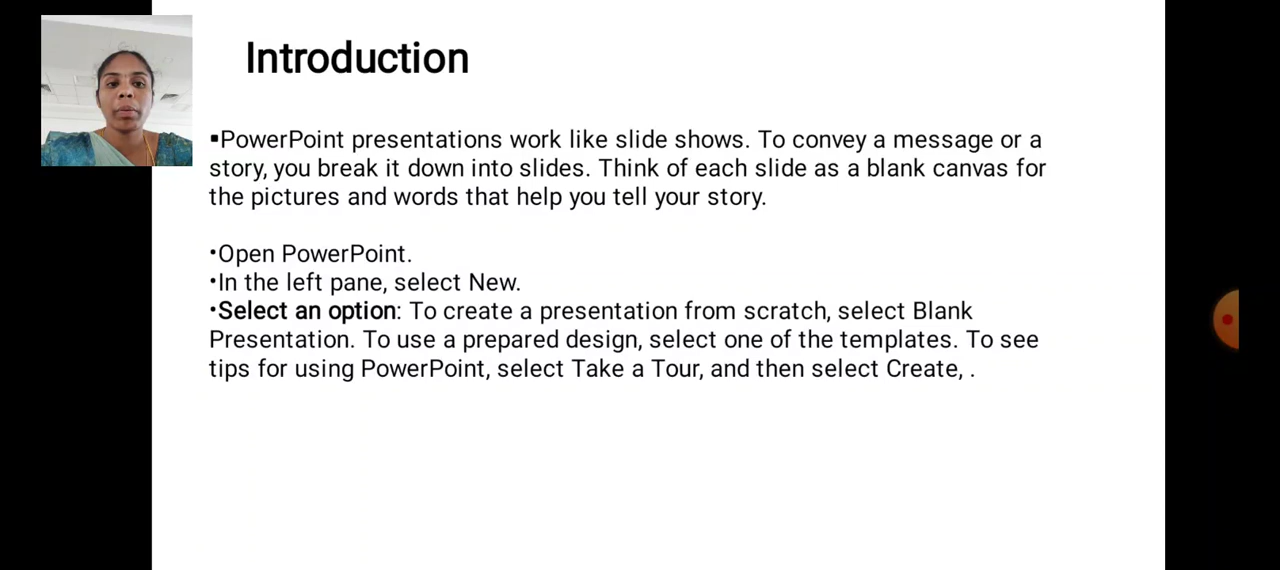 Introduction
▪PowerPoint presentations work like slide shows. To convey a message or a
story, you break it down into slides. Think of each slide as a blank canvas for
the pictures and words that help you tell your story.
•Open PowerPoint.
•In the left pane, select New.
•Select an option: To create a presentation from scratch, select Blank
Presentation. To use a prepared design, select one of the templates. To see
tips for using PowerPoint, select Take a Tour, and then select Create, .